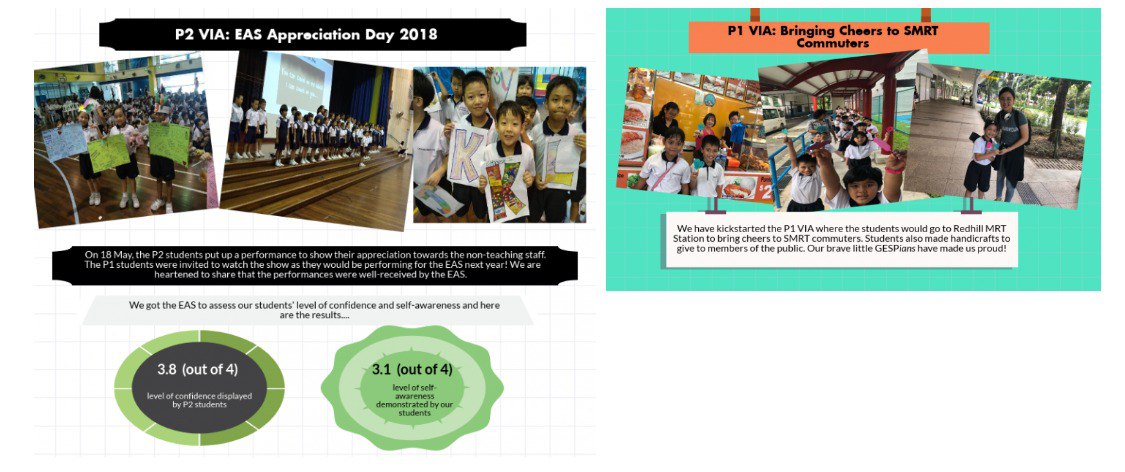 P2 VIA: EAS Appreciation Day 2018
On 18 May, the P2 students put up a performance to show their appreciation towards the non-teaching staff.
The P1 students were invited to watch the show as they would be performing for the EAS next year! We are
heartened to share that the performances were well-received by the EAS.
We got the EAS to assess our students' level of confidence and self-awareness and here
are the results....
3.8 (out of 4)
level of confidence displayed
by P2 students
3.1 (out of 4)
level of self-
awareness
demonstrated by our
students
P1 VIA: Bringing Cheers to SMRT
Commuters
We have kickstarted the P1 VIA where the students would go to Redhill MRT
Station to bring cheers to SMRT commuters. Students also made handicrafts to
give to members of the public. Our brave little GESPians have made us proud!